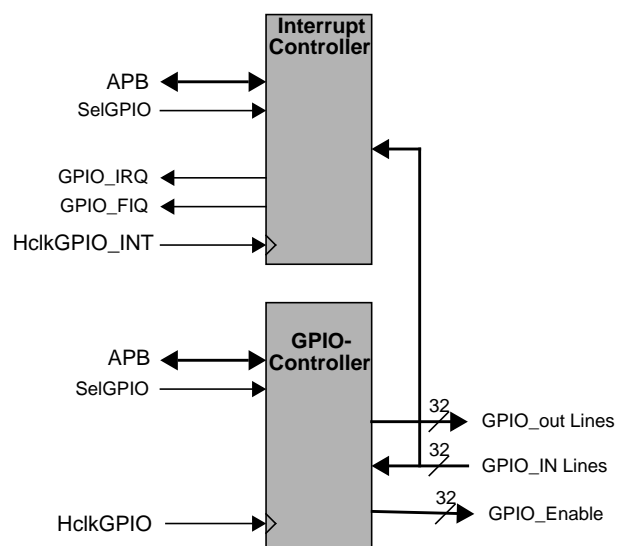 Interrupt
Controller
APB
SelGPIO
GPIO_IRQ
GPIO_FIQ
HclkGPIO_INT
GPIO-
Controller
APB
SelGPIO
32
GPIO_out Lines
32
GPIO_IN Lines
32
GPIO_Enable
HclkGPIO